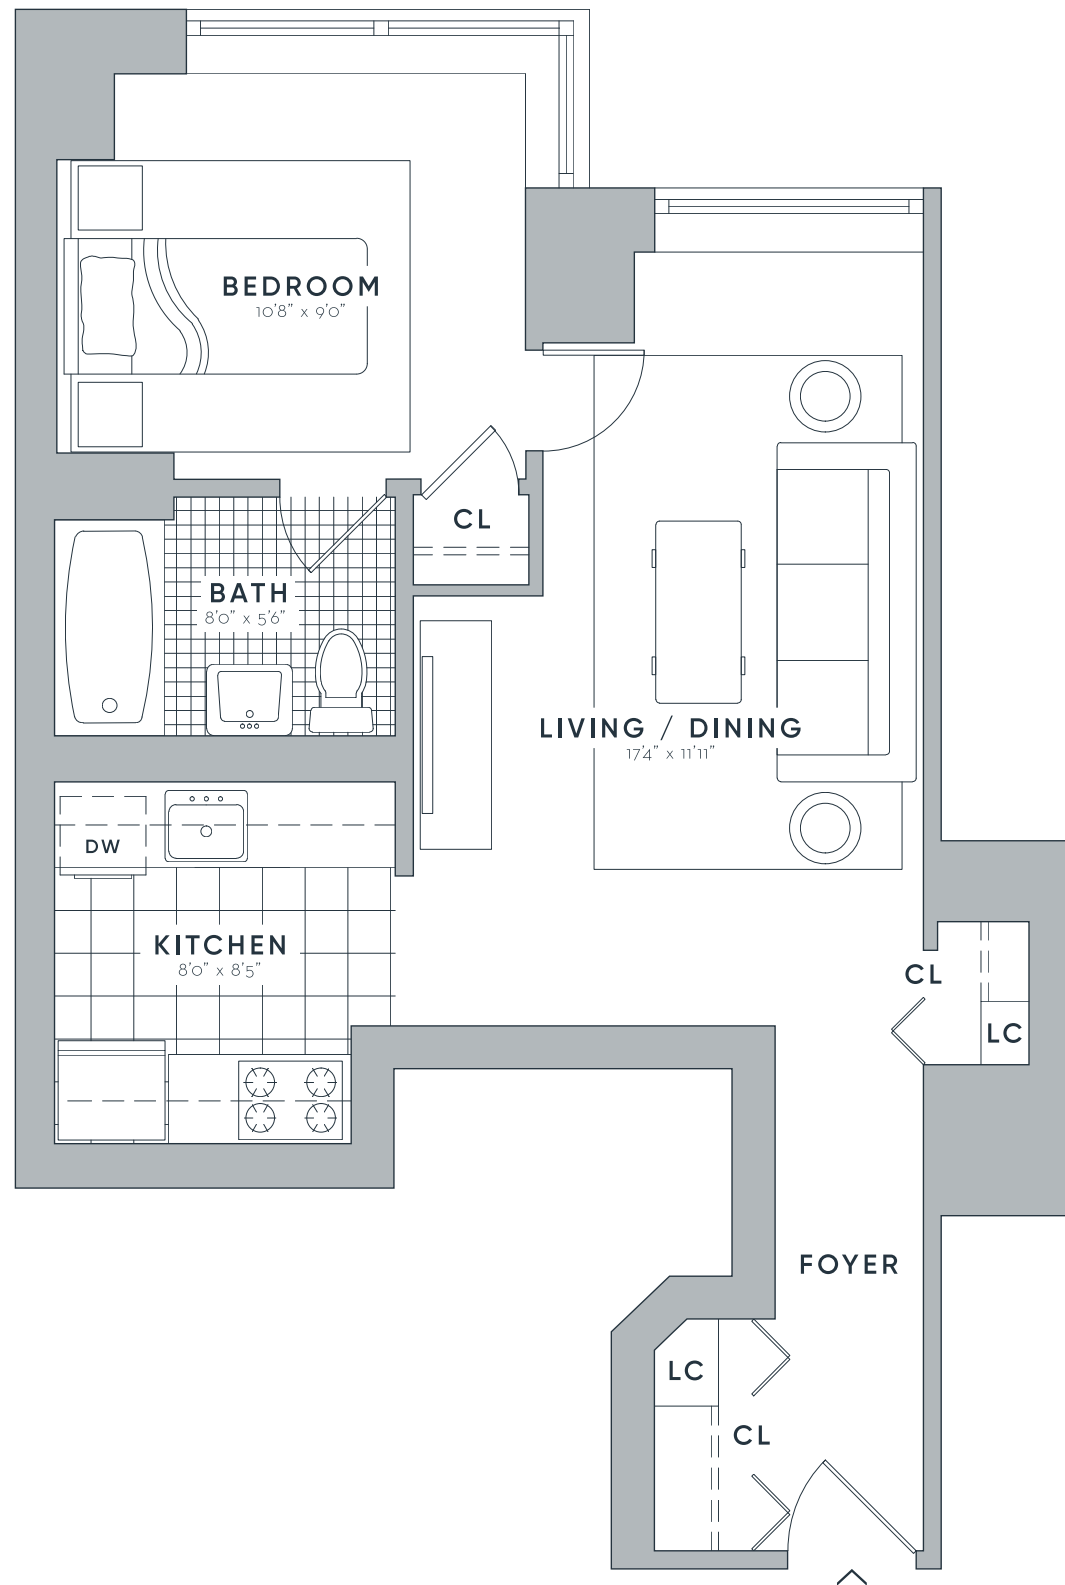 BEDROOM
10'8" x 9'0"
CL
BATH
8'0" x 5'6"
LIVING / DINING
17'4" x 11'11"
DW
KITCHEN
8'0" x 8'5"
CL
LC
FOYER
LC
CL